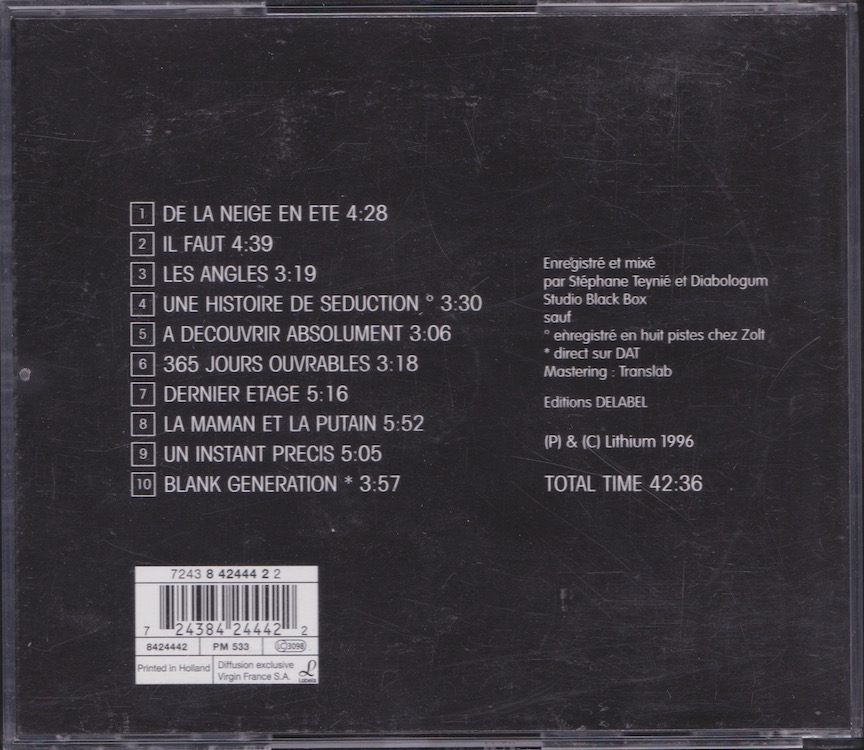 1 DE LA NEIGE EN ETE 4:28
2 IL FAUT 4:39
3 LES ANGLES 3:19
4 UNE HISTOIRE DE SEDUCTION ° 3:30
5 A DECOUVRIR ABSOLUMENT 3:06
6 365 JOURS OUVRABLES 3:18
7 DERNIER ETAGE 5:16
8 LA MAMAN ET LA PUTAIN 5:52
9 UN INSTANT PRECIS 5:05
10 BLANK GENERATION * 3:57
Enregistré et mixé
par Stéphane Teynié et Diabologum
Studio Black Box
sauf
° enregistré en huit pistes chez Zolt
* direct sur DAT
Mastering : Translab
Editions DELABEL
(P) & (C) Lithium 1996
TOTAL TIME 42:36
7243 8 42444 2 2
7 24384 24442 2
8424442 PM 533 LC 3098
Printed in Holland
Diffusion exclusive
Virgin France S.A.
Labels